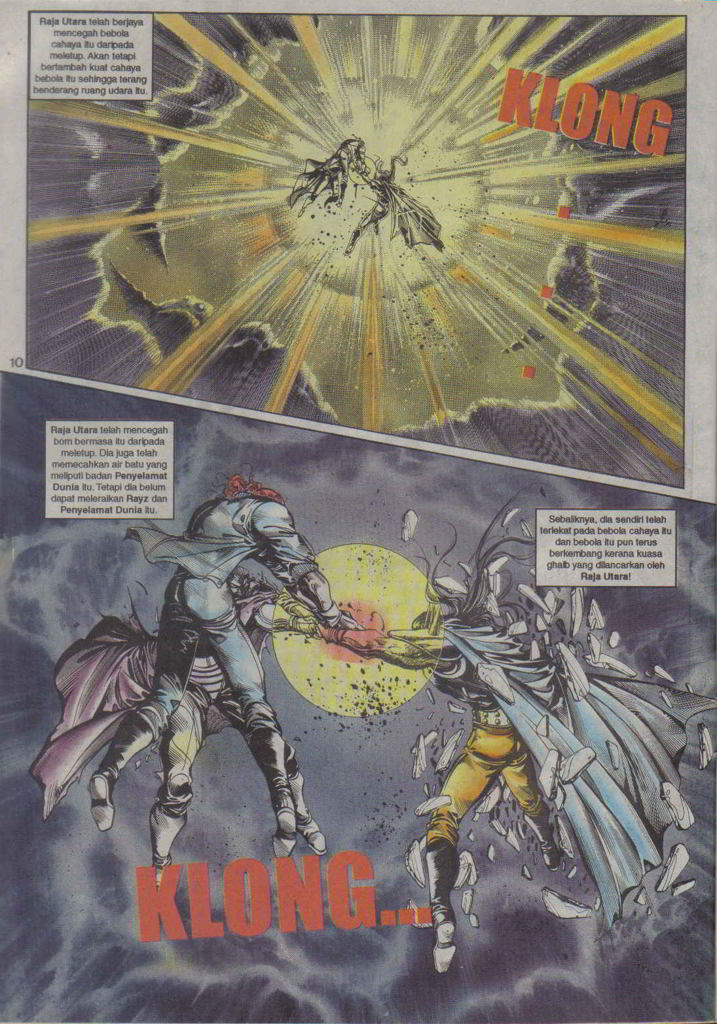 Raja Utara telah berjaya
mencegah bebola
cahaya itu daripada
meletup. Akan tetapi
bertambah kuat cahaya
bebola itu sehingga terang
benderang ruang udara itu.
KLONG
10
Raja Utara telah mencegah
bom bermasa itu daripada
meletup. Dia juga telah
memecahkan air batu yang
meliputi badan Penyelamat
Dunia itu. Tetapi dia belum
dapat meleraikan Rayz dan
Penyelamat Dunia itu.
Sebaliknya, dia sendiri telah
terlekat pada bebola cahaya itu
dan bebola itu pun terus
berkembang kerana kuasa
ghaib yang dilancarkan oleh
Raja Utara!
KLONG...